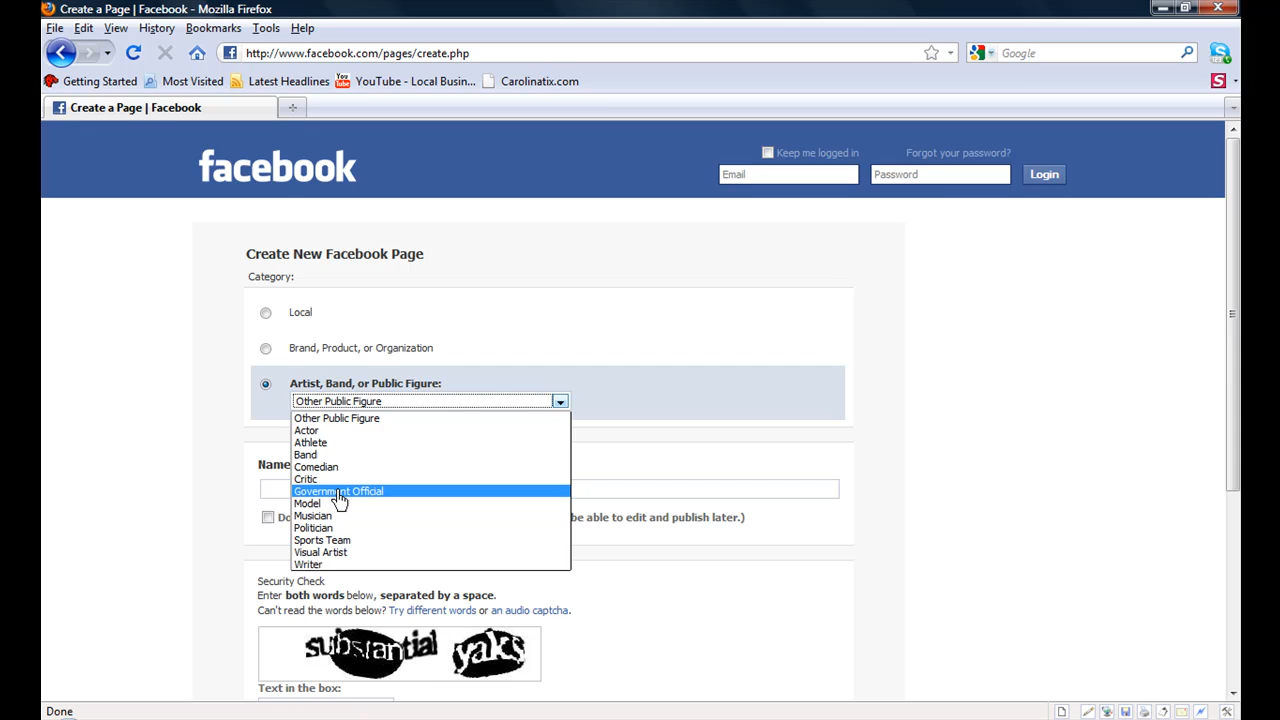 Create a Page | Facebook - Mozilla Firefox
File Edit View History Bookmarks Tools Help
http://www.facebook.com/pages/create.php
Google
Getting Started Most Visited Latest Headlines You Tube YouTube - Local Busin... Carolinatix.com
Create a Page | Facebook
facebook
Keep me logged in Forgot your password?
Email Password Login
Create New Facebook Page
Category:
Local
Brand, Product, or Organization
Artist, Band, or Public Figure:
Other Public Figure
Other Public Figure
Actor
Athlete
Band
Comedian
Critic
Government Official
Model
Musician
Politician
Sports Team
Visual Artist
Writer
Name
Do be able to edit and publish later.)
Security Check
Enter both words below, separated by a space.
Can't read the words below? Try different words or an audio captcha.
substantial yaks
Text in the box:
Done